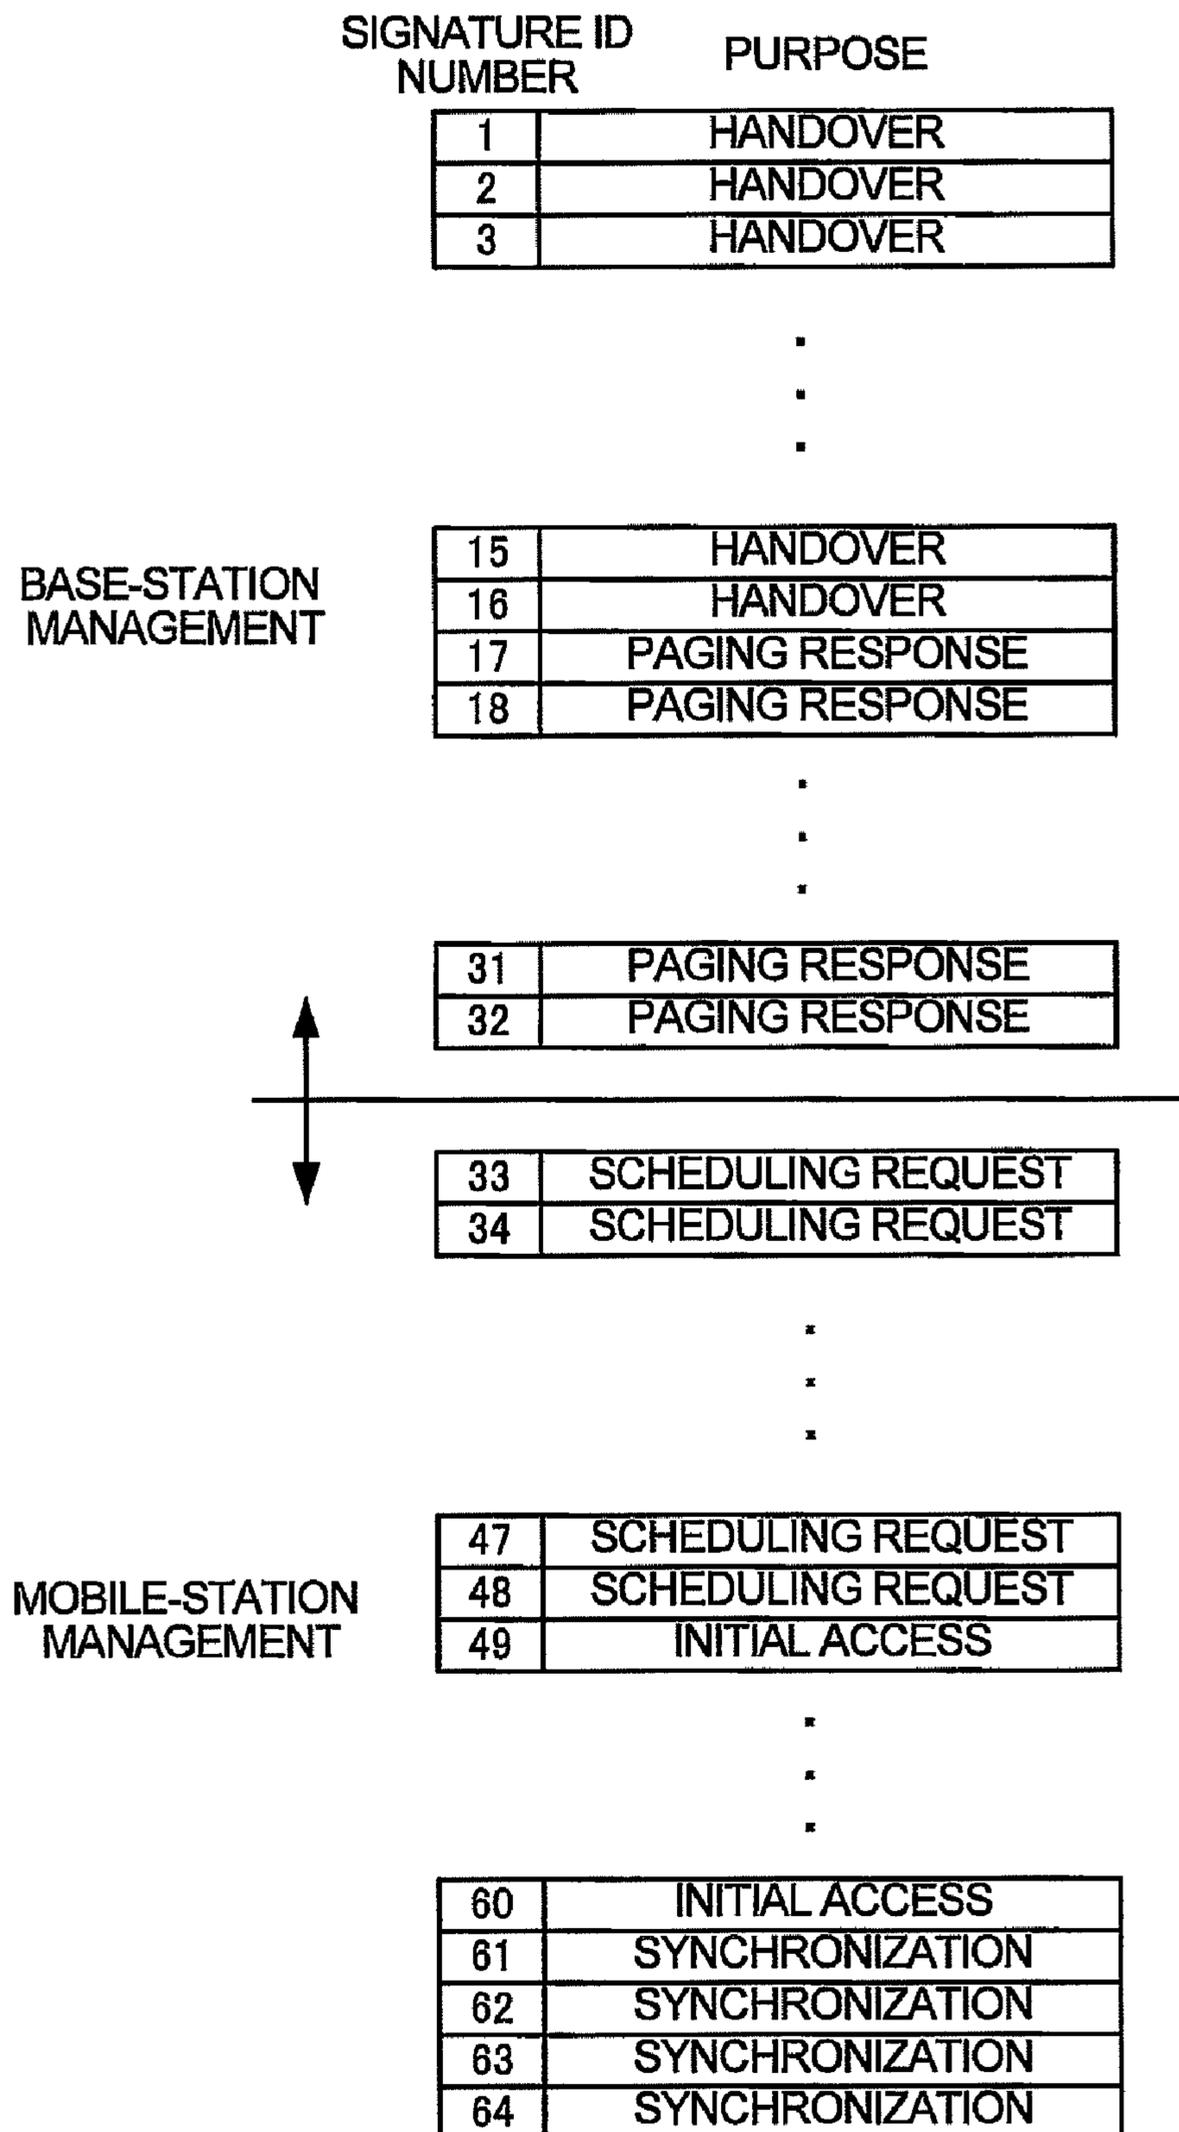 SIGNATURE ID
NUMBER
PURPOSE
1 HANDOVER
2 HANDOVER
3 HANDOVER
BASE-STATION
MANAGEMENT
15 HANDOVER
16 HANDOVER
17 PAGING RESPONSE
18 PAGING RESPONSE
31 PAGING RESPONSE
32 PAGING RESPONSE
33 SCHEDULING REQUEST
34 SCHEDULING REQUEST
MOBILE-STATION
MANAGEMENT
47 SCHEDULING REQUEST
48 SCHEDULING REQUEST
49 INITIAL ACCESS
60 INITIAL ACCESS
61 SYNCHRONIZATION
62 SYNCHRONIZATION
63 SYNCHRONIZATION
64 SYNCHRONIZATION